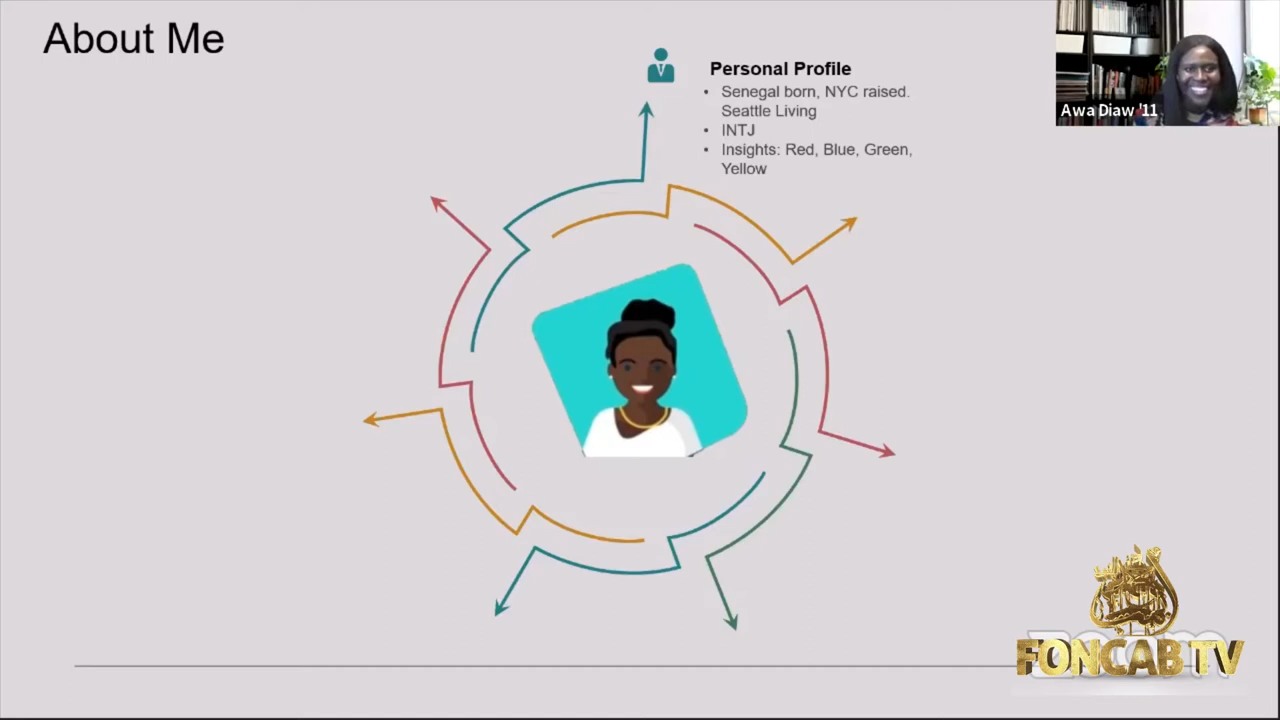 About Me
Personal Profile
• Senegal born, NYC raised.
Seattle Living
• INTJ
• Insights: Red, Blue, Green,
Yellow
Awa Diaw '11
zoom
FONCAB TV